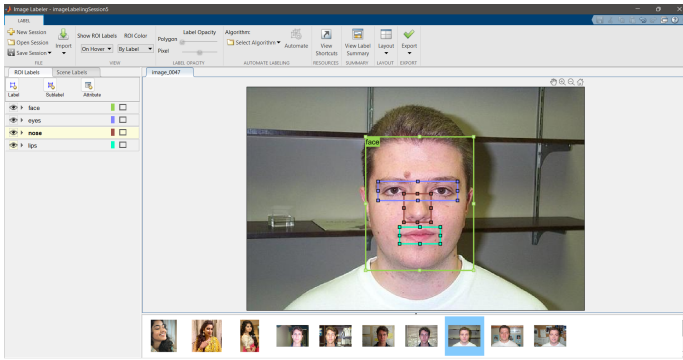 Image Labeler - imageLabelingSession5
LABEL
New Session
Open Session
Save Session
Import
Show ROI Labels
ROI Color
On Hover
By Label
Polygon
Pixel
Label Opacity
Algorithm:
Select Algorithm
Automate
View
Shortcuts
View Label
Summary
Layout
Export
FILE
VIEW
LABEL OPACITY
AUTOMATE LABELING
RESOURCES
SUMMARY
LAYOUT
EXPORT
ROI Labels
Scene Labels
image_0047
Label
Sublabel
Attribute
face
eyes
nose
lips
face